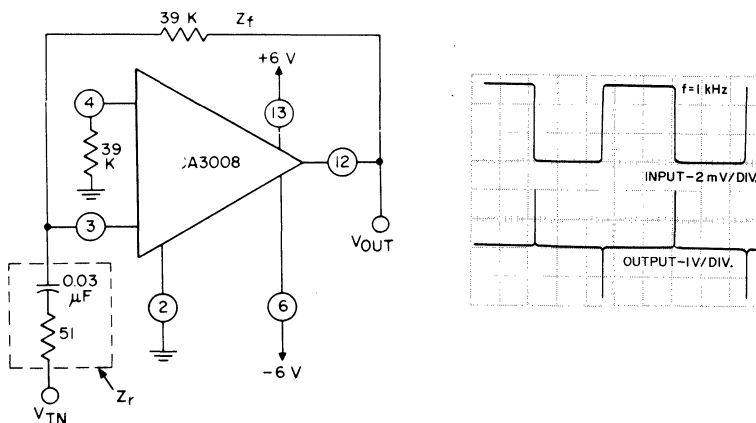 39 K
Zf
+6 V
4
13
39
K
CA3008
12
3
VOUT
0.03
µF
51
2
6
-6 V
Zr
VIN
f=1 kHz
INPUT-2 mV/DIV.
OUTPUT-1V/DIV.